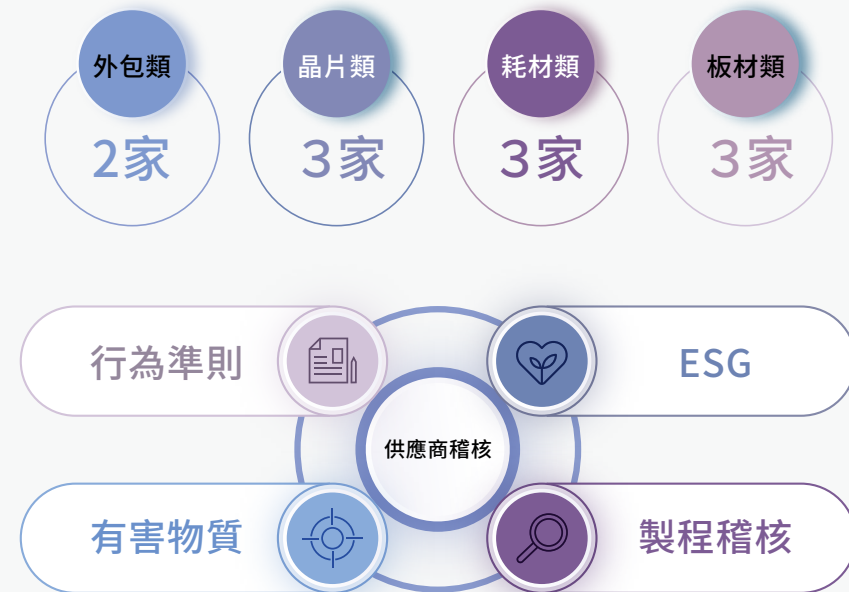 外包類
晶片類
耗材類
板材類
2家
3家
3家
3家
行為準則
ESG
供應商稽核
有害物質
製程稽核